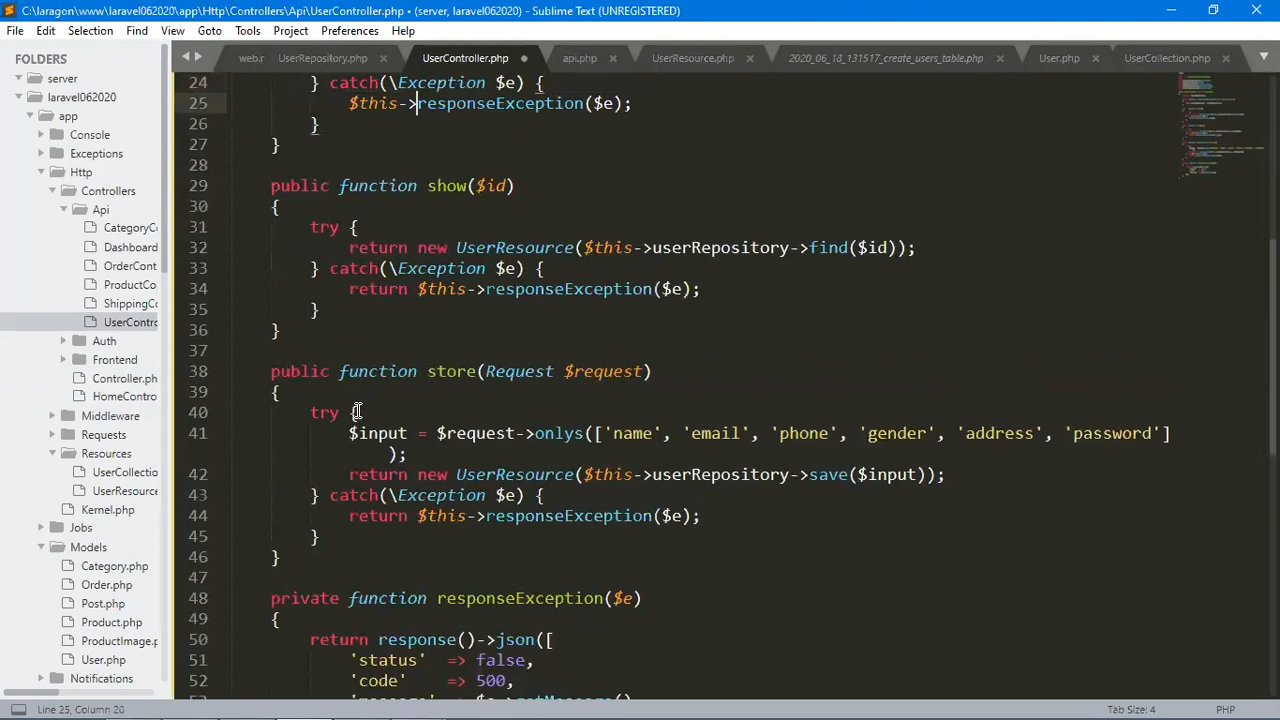 C:\laragon\www\laravel062020\app\Http\Controllers\Api\UserController.php • (server, laravel062020) - Sublime Text (UNREGISTERED)
File Edit Selection Find View Goto Tools Project Preferences Help
FOLDERS
server
laravel062020
app
Console
Exceptions
Http
Controllers
Api
CategoryCo
Dashboard
OrderCont
ProductCo
ShippingCo
UserContro
Auth
Frontend
Controller.ph
HomeContro
Middleware
Requests
Resources
UserCollectio
UserResource
Kernel.php
Jobs
Models
Category.php
Order.php
Post.php
Product.php
ProductImage.p
User.php
Notifications
web.p UserRepository.php UserController.php api.php UserResource.php 2020_06_18_131517_create_users_table.php User.php UserCollection.php
24 } catch(\Exception $e) {
25 $this->responseException($e);
26 }
27 }
28
29 public function show($id)
30 {
31 try {
32 return new UserResource($this->userRepository->find($id));
33 } catch(\Exception $e) {
34 return $this->responseException($e);
35 }
36 }
37
38 public function store(Request $request)
39 {
40 try {
41 $input = $request->onlys(['name', 'email', 'phone', 'gender', 'address', 'password']
);
42 return new UserResource($this->userRepository->save($input));
43 } catch(\Exception $e) {
44 return $this->responseException($e);
45 }
46 }
47
48 private function responseException($e)
49 {
50 return response()->json([
51 'status' => false,
52 'code' => 500,
Line 25, Column 20 Tab Size: 4 PHP